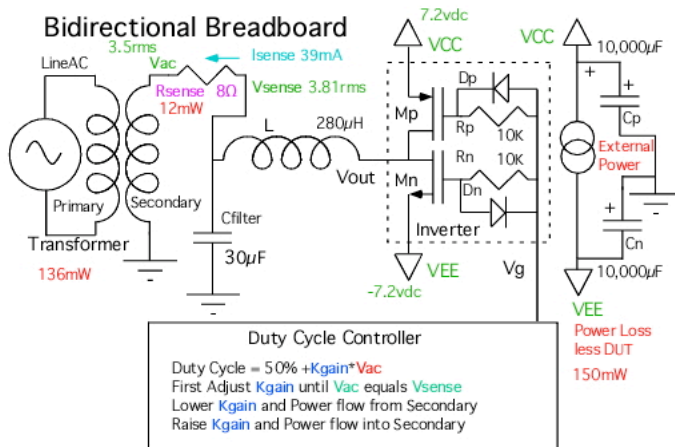 Bidirectional Breadboard
7.2vdc
3.5rms
Isense 39mA
VCC
VCC
10,000µF
LineAC
Vac
Rsense 8Ω
Vsense 3.81rms
12mW
Dp
+
+
Mp
Rp
10K
Cp
L
280µH
Rn
10K
External
Power
Vout
Mn
Dn
Primary
Secondary
Cfilter
Inverter
+
Cn
Transformer
30µF
136mW
VEE
Vg
10,000µF
-7.2vdc
VEE
Duty Cycle Controller
Power Loss
less DUT
150mW
Duty Cycle = 50% +Kgain*Vac
First Adjust Kgain until Vac equals Vsense
Lower Kgain and Power flow from Secondary
Raise Kgain and Power flow into Secondary